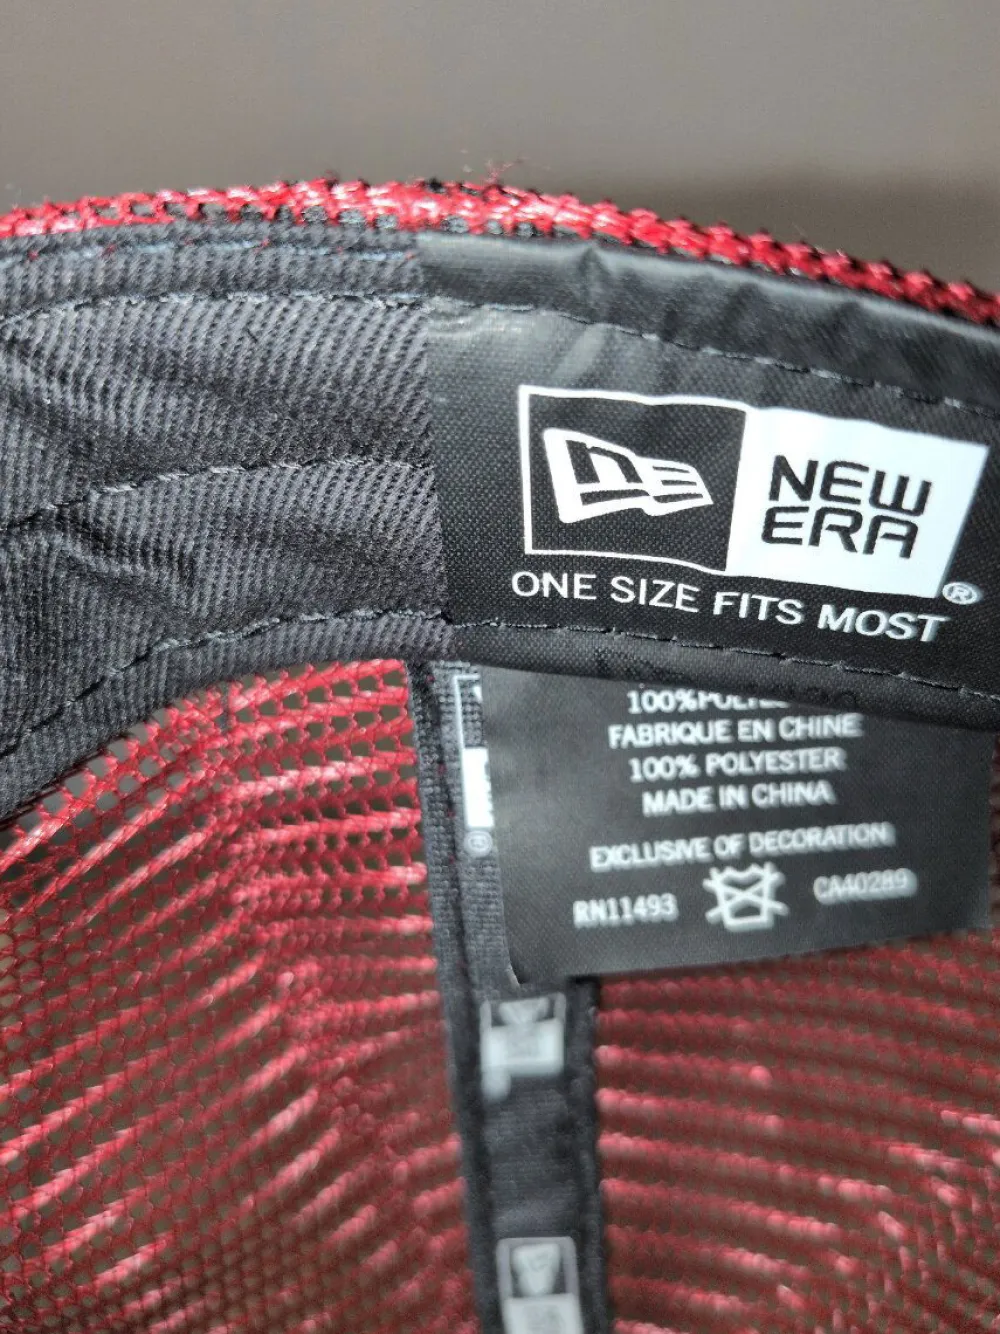 NEW
ERA
®
ONE SIZE FITS MOST
FABRIQUE EN CHINE
100% POLYESTER
MADE IN CHINA
EXCLUSIVE OF DECORATION
RN11493
CA40289